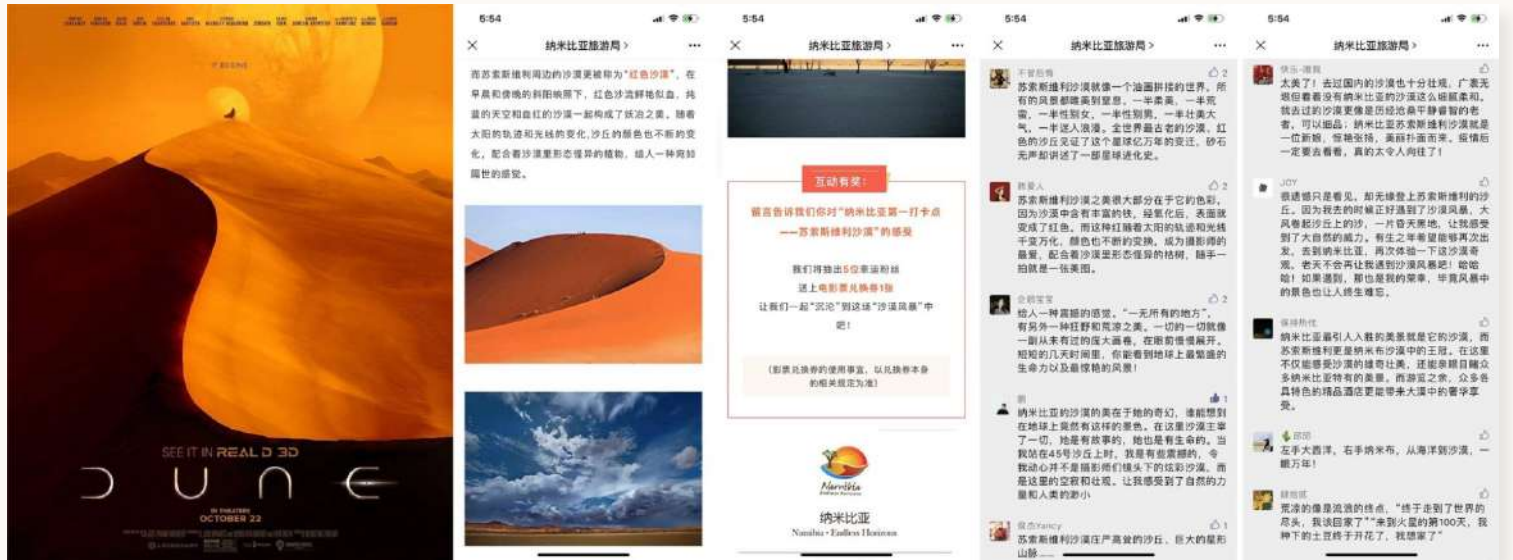 IT BEGINS
SEE IT IN REAL D 3D
DUNE
IN THEATERS
OCTOBER 22
5:54
纳米比亚旅游局
而苏索斯维利周边的沙漠更被称为“红色沙漠”，在
早晨和傍晚的斜阳映照下，红色沙流鲜艳似血，纯
蓝的天空和血红的沙漠一起构成了妖冶之美。随着
太阳的轨迹和光线的变化,沙丘的颜色也不断的变
化，配合着沙漠里形态怪异的植物，给人一种宛如
隔世的感觉。
5:54
纳米比亚旅游局
互动有奖！
留言告诉我们你对“纳米比亚第一打卡点
——苏索斯维利沙漠”的感受
我们将抽出5位幸运粉丝
送上电影票兑换券1张
让我们一起“沉沦”到这场“沙漠风暴”中
吧！
（影票兑换券的使用事宜，以兑换券本身
的相关规定为准）
Namibia
Endless Horizons
纳米比亚
Namibia · Endless Horizons
5:54
纳米比亚旅游局
不曾后悔 2
苏索斯维利沙漠就像一个油画拼接的世界。所
有的风景都唯美到窒息，一半柔美，一半荒
蛮，一半性别女，一半性别男，一半壮美大
气，一半迷人浪漫。全世界最古老的沙漠，红
色的沙丘见证了这个星球亿万年的变迁，砂石
无声却讲述了一部星球进化史。
爱人 2
苏索斯维利沙漠之美很大部分在于它的色彩，
因为沙漠中含有丰富的铁，经氧化后，表面就
变成了红色。而这种红随着太阳的轨迹和光线
千变万化，颜色也不断的变换。成为摄影师的
最爱，配合着沙漠里形态怪异的枯树，随手一
拍就是一张美图。
企鹅宝宝 2
给人一种震撼的感觉。“一无所有的地方”，
有另外一种狂野和荒凉之美。一切的一切就像
一副从未有过的庞大画卷，在眼前慢慢展开。
短短的几天时间里，你能看到地球上最繁盛的
生命力以及最惊艳的风景！
1
纳米比亚的沙漠的美在于她的奇幻，谁能想到
在地球上竟然有这样的景色。在这里沙漠主宰
了一切，她是有故事的，她也是有生命的。当
我站在45号沙丘上时，我是有些震撼的，令
我动心并不是摄影师们镜头下的炫彩沙漠，而
是这里的空寂和壮观。让我感受到了自然的力
量和人类的渺小
俊杰Yancy 1
苏索斯维利沙漠庄严高耸的沙丘，巨大的星形
山脉……
5:54
纳米比亚旅游局
快乐-唯我
太美了！去过国内的沙漠也十分壮观，广袤无
垠但看着没有纳米比亚的沙漠这么细腻柔和。
我去过的沙漠更像是历经沧桑平静睿智的老
者，可以细品；纳米比亚苏索斯维利沙漠就是
一位新娘，惊艳张扬，美丽扑面而来。疫情后
一定要去看看，真的太令人向往了！
JOY
很遗憾只是看见，却无缘登上苏索斯维利的沙
丘。因为我去的时候正好遇到了沙漠风暴，大
风卷起沙丘上的沙，一片昏天黑地，让我感受
到了大自然的威力。有生之年希望能够再次出
发，去到纳米比亚，再次体验一下这沙漠奇
观。老天不会再让我遇到沙漠风暴吧！哈哈
哈！如果遇到，那也是我的荣幸，毕竟风暴中
的景色也让人终生难忘。
保持热忱
纳米比亚最引人入胜的美景就是它的沙漠，而
苏索斯维利更是纳米布沙漠中的王冠。在这里
不仅能感受沙漠的雄奇壮美，还能亲眼目睹众
多纳米比亚特有的美景。而游览之余，众多各
具特色的精品酒店更能带来大漠中的奢华享
受。
邱邱
左手大西洋，右手纳米布，从海洋到沙漠，一
眼万年！
荒凉的像是流浪的终点，“终于走到了世界的
尽头，我该回家了”“来到火星的第100天，我
种下的土豆终于开花了，我想家了”